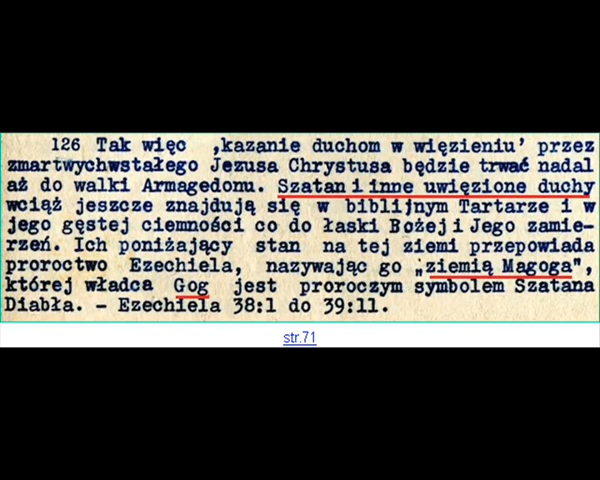 126 Tak więc ‚kazanie duchom w więzieniu’ przez
zmartwychwstałego Jezusa Chrystusa będzie trwać nadal
aż do walki Armagedonu. Szatan i inne uwięzione duchy
wciąż jeszcze znajdują się w biblijnym Tartarze i w
jego gęstej ciemności co do łaski Bożej i Jego zamie-
rzeń. Ich poniżający stan na tej ziemi przepowiada
proroctwo Ezechiela, nazywając go „ziemią Magoga”,
której władca Gog jest proroczym symbolem Szatana
Diabła. - Ezechiela 38:1 do 39:11.
str.71